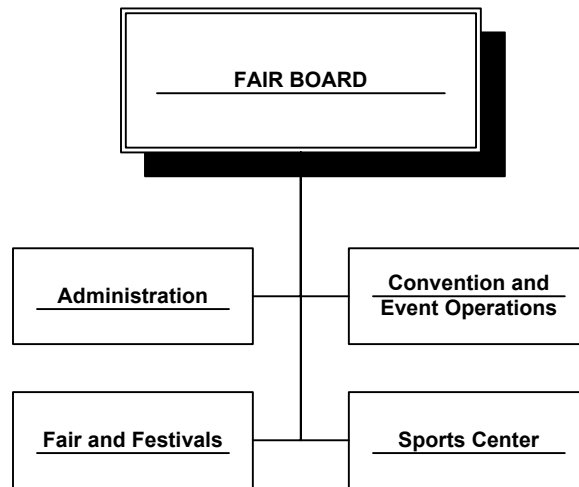 FAIR BOARD
Administration
Convention and
Event Operations
Fair and Festivals
Sports Center